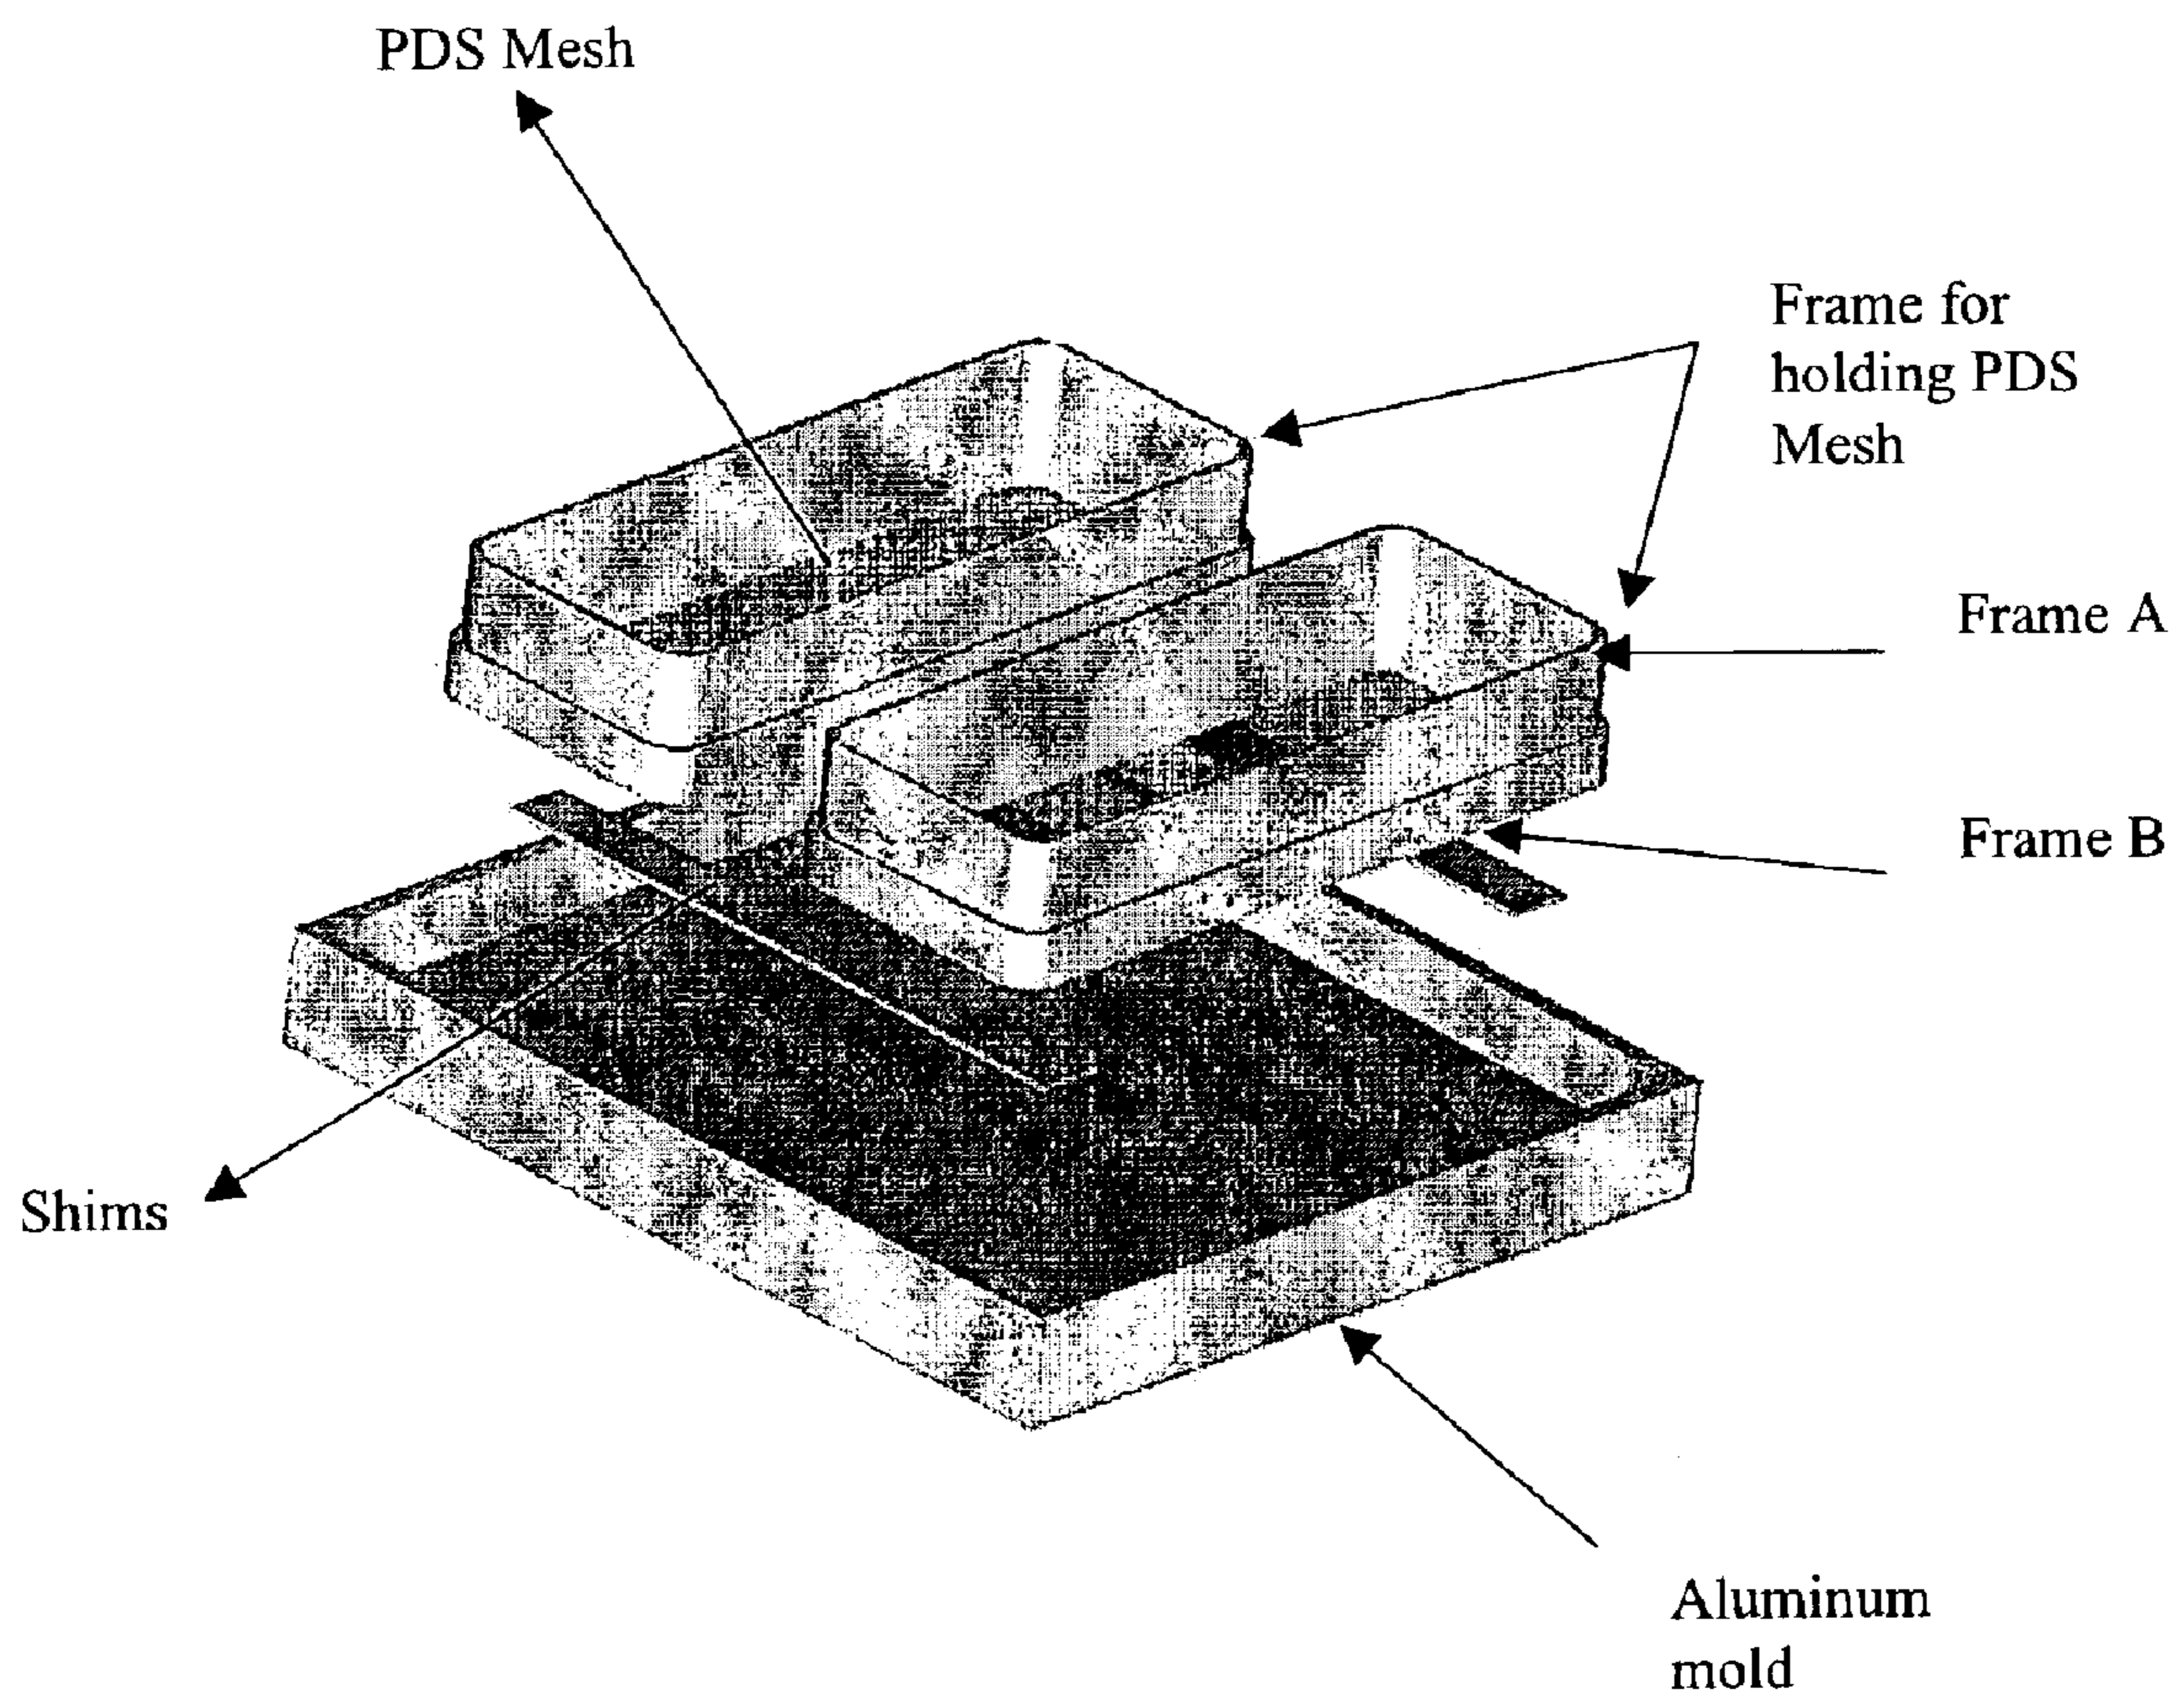 PDS Mesh
Frame for
holding PDS
Mesh
Frame A
Frame B
Shims
Aluminum
mold